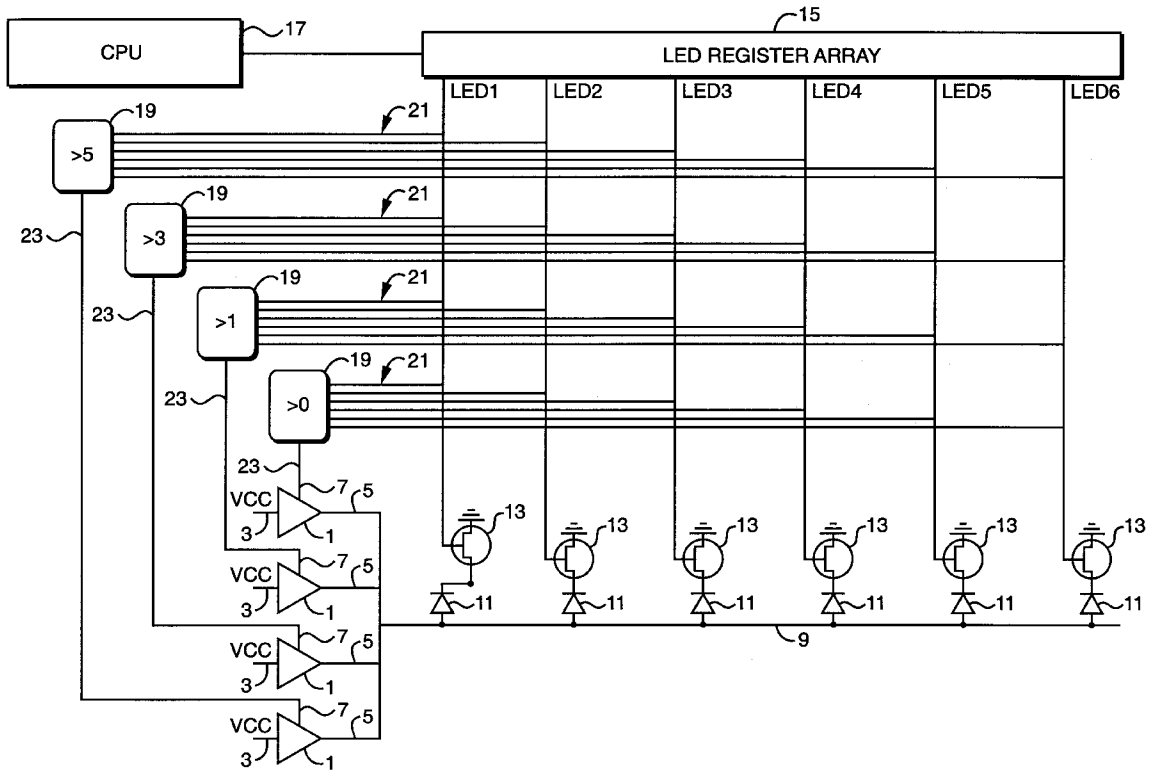 15
CPU
17
LED REGISTER ARRAY
LED1 LED2 LED3 LED4 LED5 LED6
19
21
>5
19
21
23
>3
19
21
23
>1
19
21
23
>0
23
VCC 7 5
3 1
13 13 13 13 13 13
VCC 7 5
3 1
11 11 11 11 11 11
9
VCC 7 5
3 1
VCC 7 5
3 1